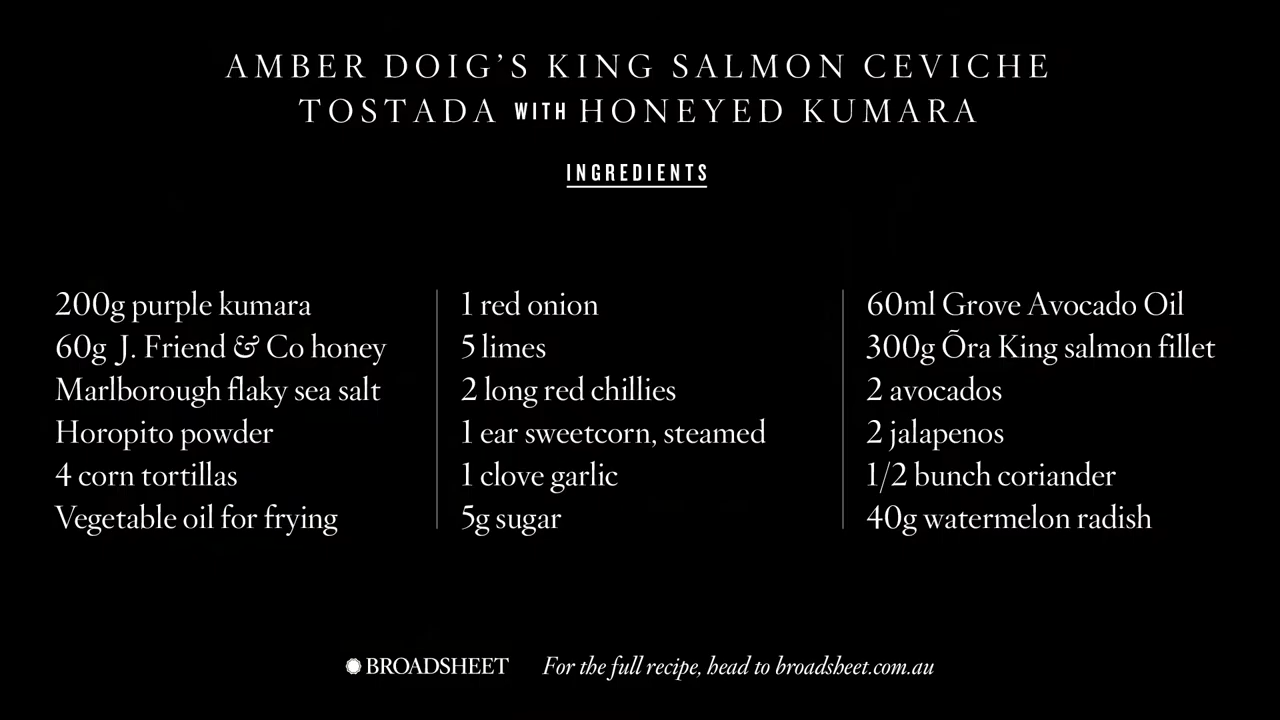 AMBER DOIG'S KING SALMON CEVICHE
TOSTADA WITH HONEYED KUMARA
INGREDIENTS
200g purple kumara
60g J. Friend & Co honey
Marlborough flaky sea salt
Horopito powder
4 corn tortillas
Vegetable oil for frying
1 red onion
5 limes
2 long red chillies
1 ear sweetcorn, steamed
1 clove garlic
5g sugar
60ml Grove Avocado Oil
300g Õra King salmon fillet
2 avocados
2 jalapenos
1/2 bunch coriander
40g watermelon radish
BROADSHEET For the full recipe, head to broadsheet.com.au